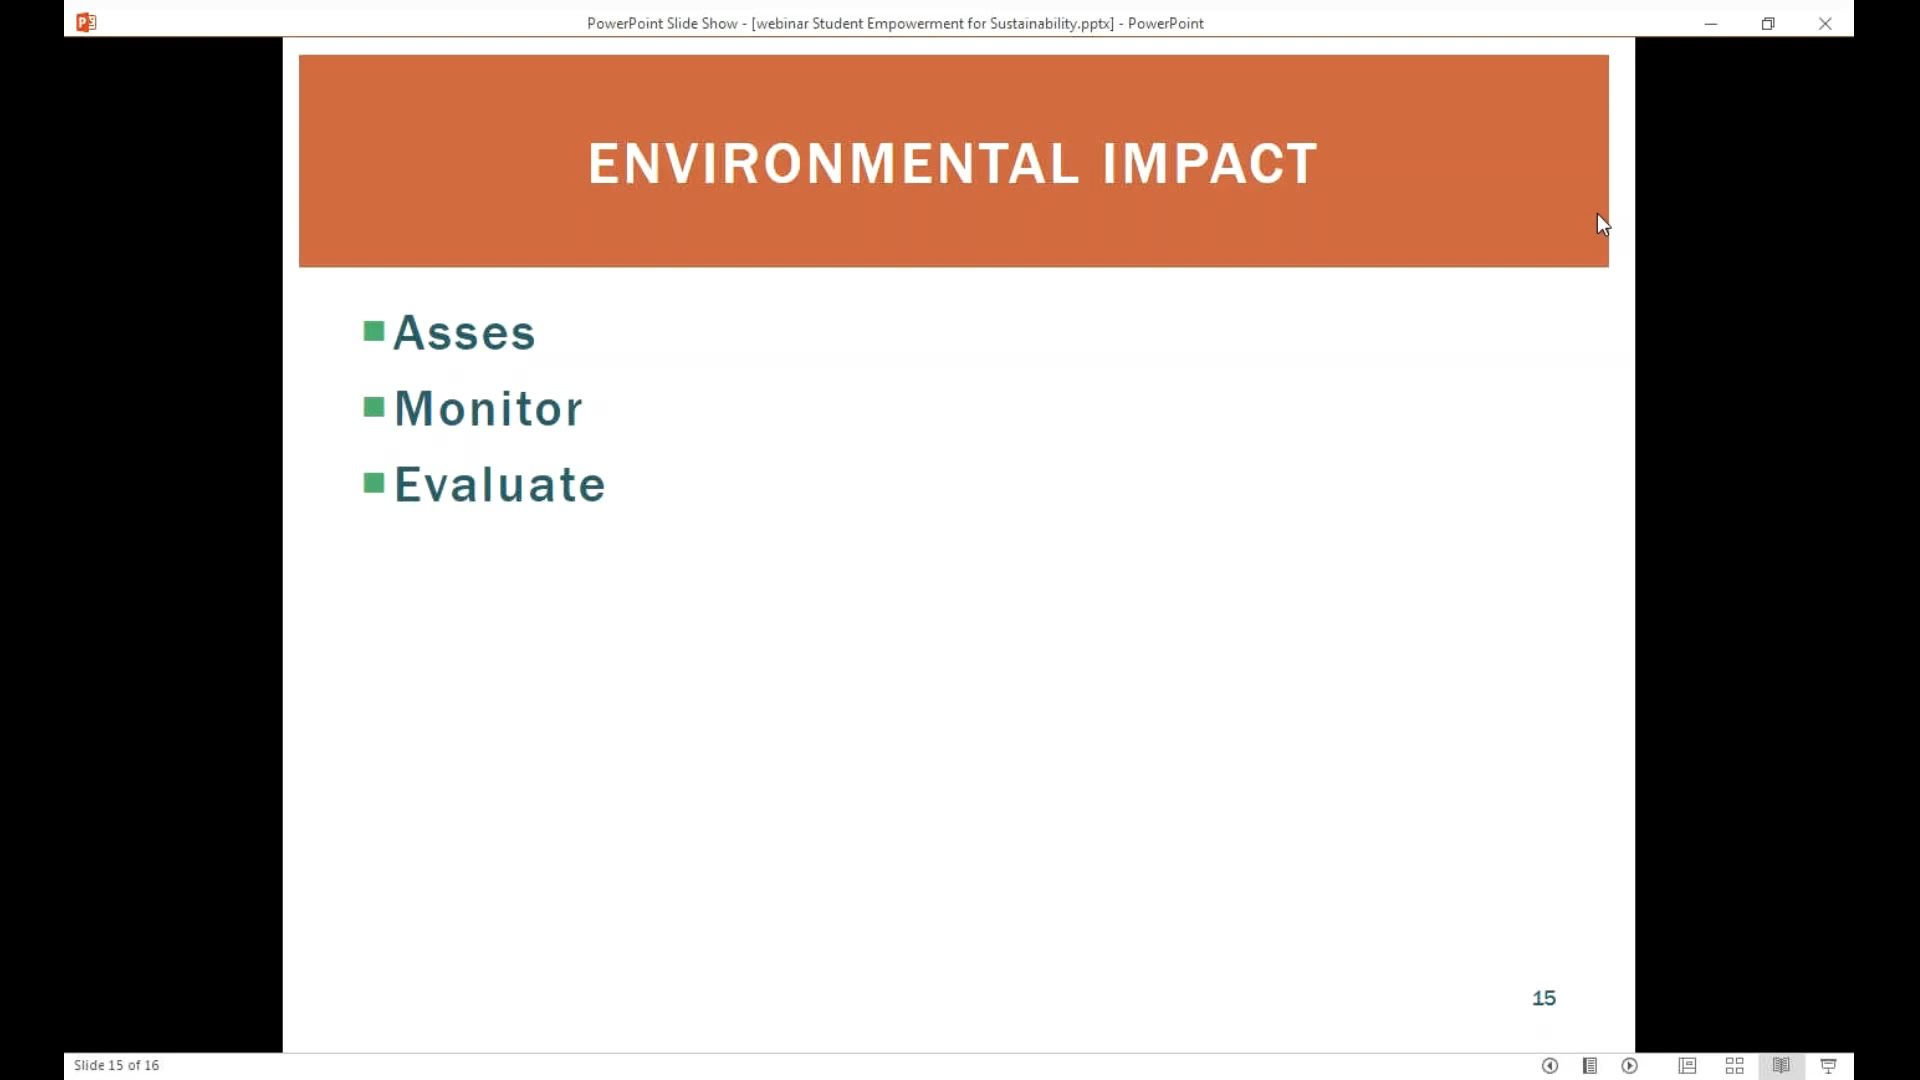 PowerPoint Slide Show - [webinar Student Empowerment for Sustainability.pptx] - PowerPoint
ENVIRONMENTAL IMPACT
Asses
Monitor
Evaluate
15
Slide 15 of 16